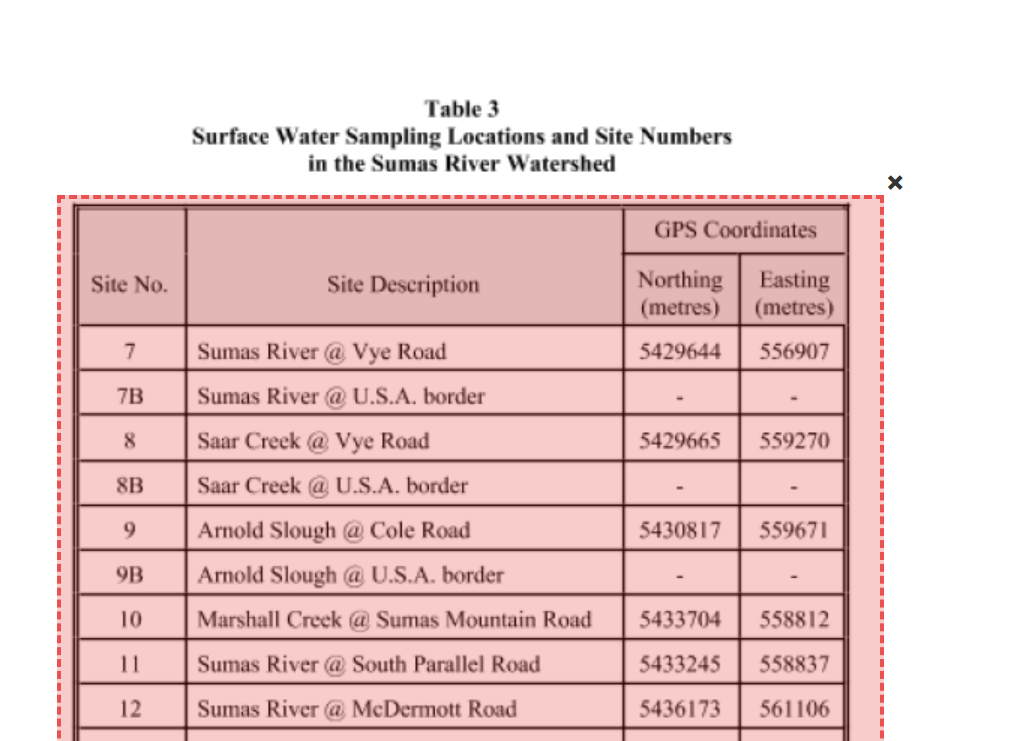 Table 3
Surface Water Sampling Locations and Site Numbers
in the Sumas River Watershed
Site No. Site Description GPS Coordinates
Northing (metres) Easting (metres)
7 Sumas River @ Vye Road 5429644 556907
7B Sumas River @ U.S.A. border - -
8 Saar Creek @ Vye Road 5429665 559270
8B Saar Creek @ U.S.A. border - -
9 Arnold Slough @ Cole Road 5430817 559671
9B Arnold Slough @ U.S.A. border - -
10 Marshall Creek @ Sumas Mountain Road 5433704 558812
11 Sumas River @ South Parallel Road 5433245 558837
12 Sumas River @ McDermott Road 5436173 561106